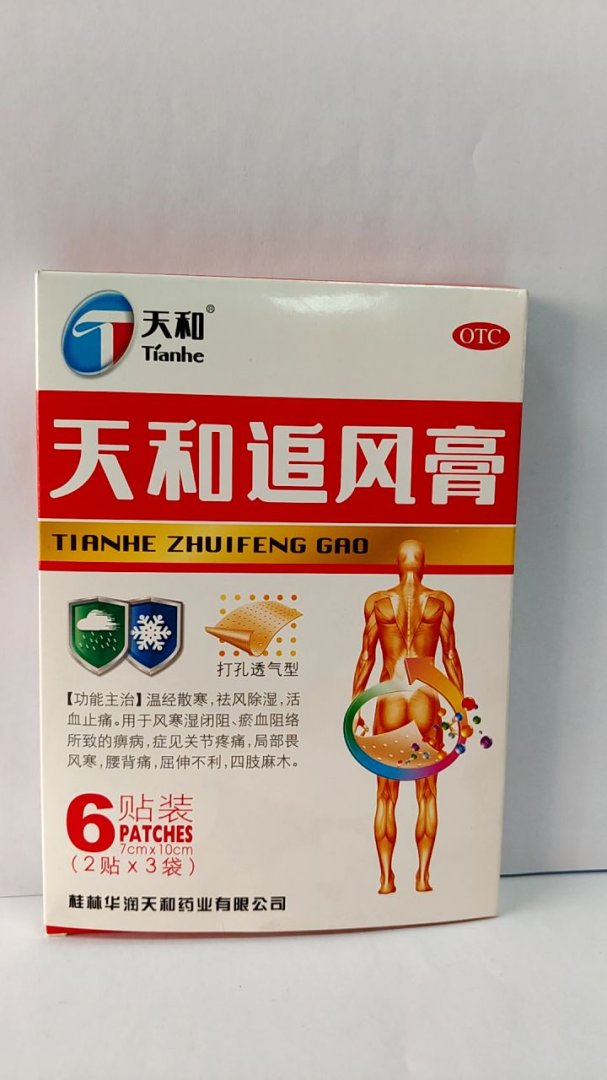 天和®
Tianhe
OTC
天和追风膏
TIANHE ZHUIFENG GAO
打孔透气型
【功能主治】温经散寒,祛风除湿,活
血止痛。用于风寒湿闭阻、瘀血阻络
所致的痹病,症见关节疼痛,局部畏
风寒,腰背痛,屈伸不利,四肢麻木。
6贴装
PATCHES
7cmx10cm
(2贴x3袋)
桂林华润天和药业有限公司